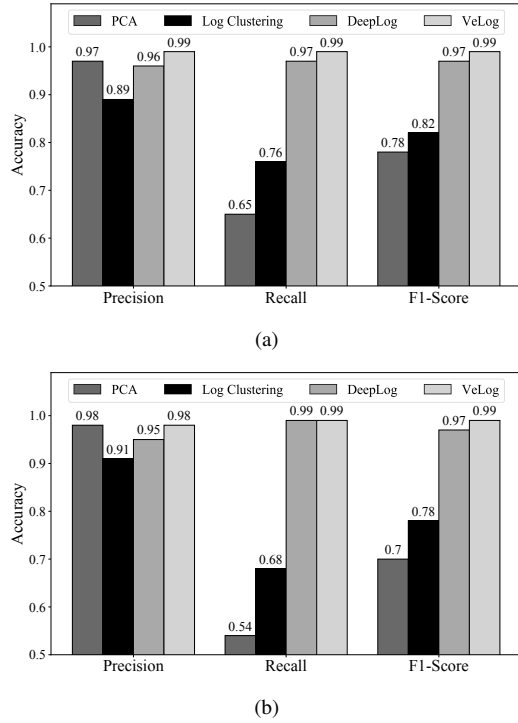 PCA Log Clustering DeepLog VeLog
1.0
0.9
0.8
0.7
0.6
0.5
Accuracy
0.97 0.89 0.96 0.99
0.65 0.76 0.97 0.99
0.78 0.82 0.97 0.99
Precision Recall F1-Score
(a)
PCA Log Clustering DeepLog VeLog
1.0
0.9
0.8
0.7
0.6
0.5
Accuracy
0.98 0.91 0.95 0.98
0.54 0.68 0.99 0.99
0.7 0.78 0.97 0.99
Precision Recall F1-Score
(b)